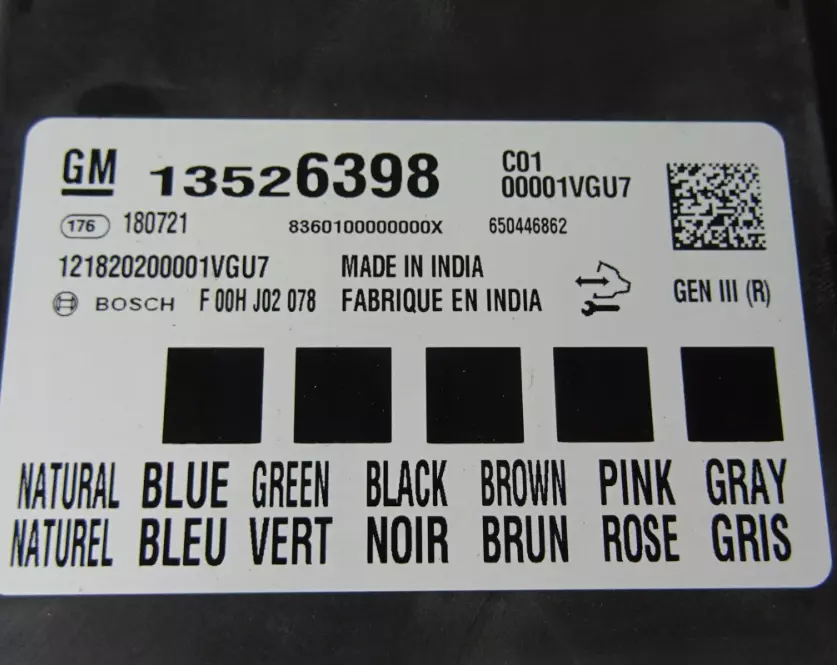 GM 13526398 C01
00001VGU7
176 180721 8360100000000X 650446862
121820200001VGU7 MADE IN INDIA
BOSCH F 00H J02 078 FABRIQUE EN INDIA GEN III (R)
NATURAL BLUE GREEN BLACK BROWN PINK GRAY
NATUREL BLEU VERT NOIR BRUN ROSE GRIS